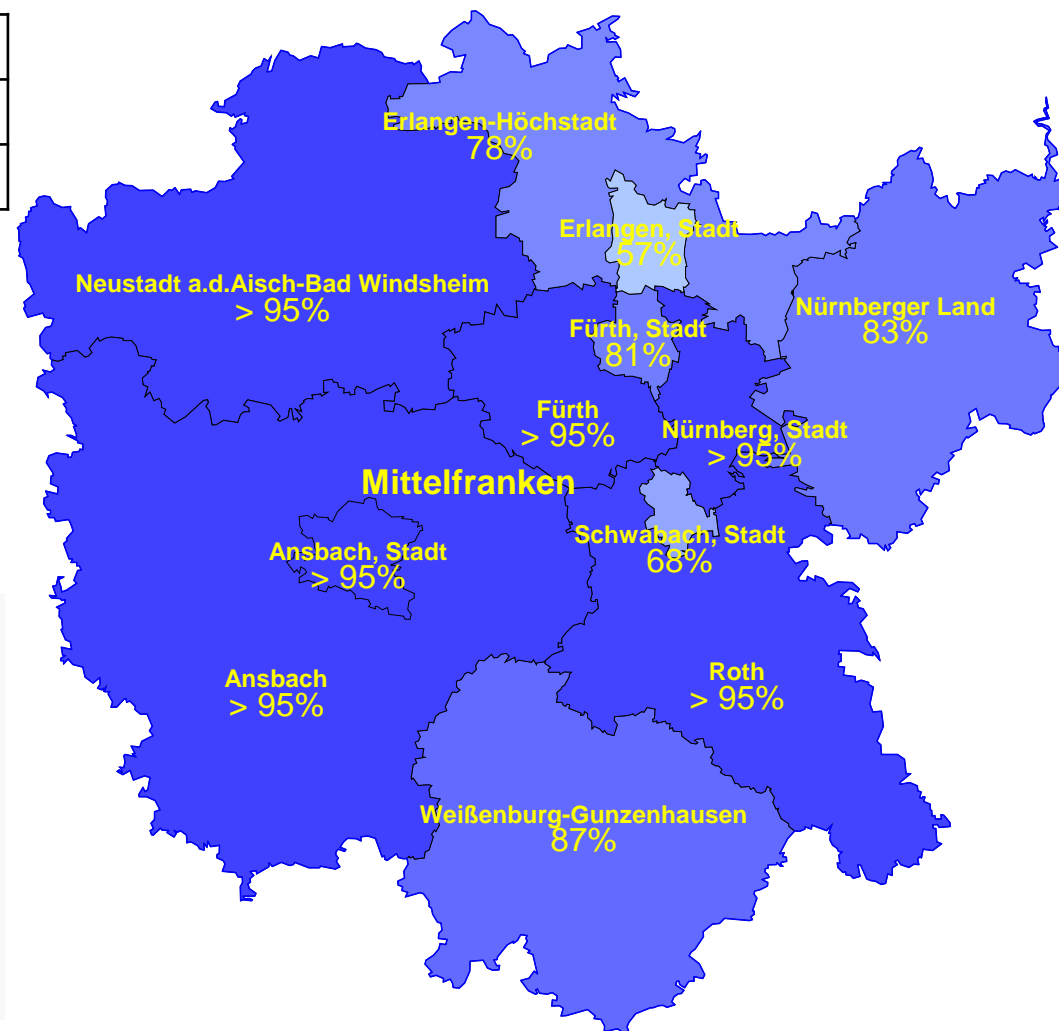 Erlangen-Höchstadt
78%
Erlangen, Stadt
57%
Neustadt a.d.Aisch-Bad Windsheim
> 95%
Nürnberger Land
83%
Fürth, Stadt
81%
Fürth
> 95%
Nürnberg, Stadt
> 95%
Mittelfranken
Schwabach, Stadt
68%
Ansbach, Stadt
> 95%
Ansbach
> 95%
Roth
> 95%
Weißenburg-Gunzenhausen
87%